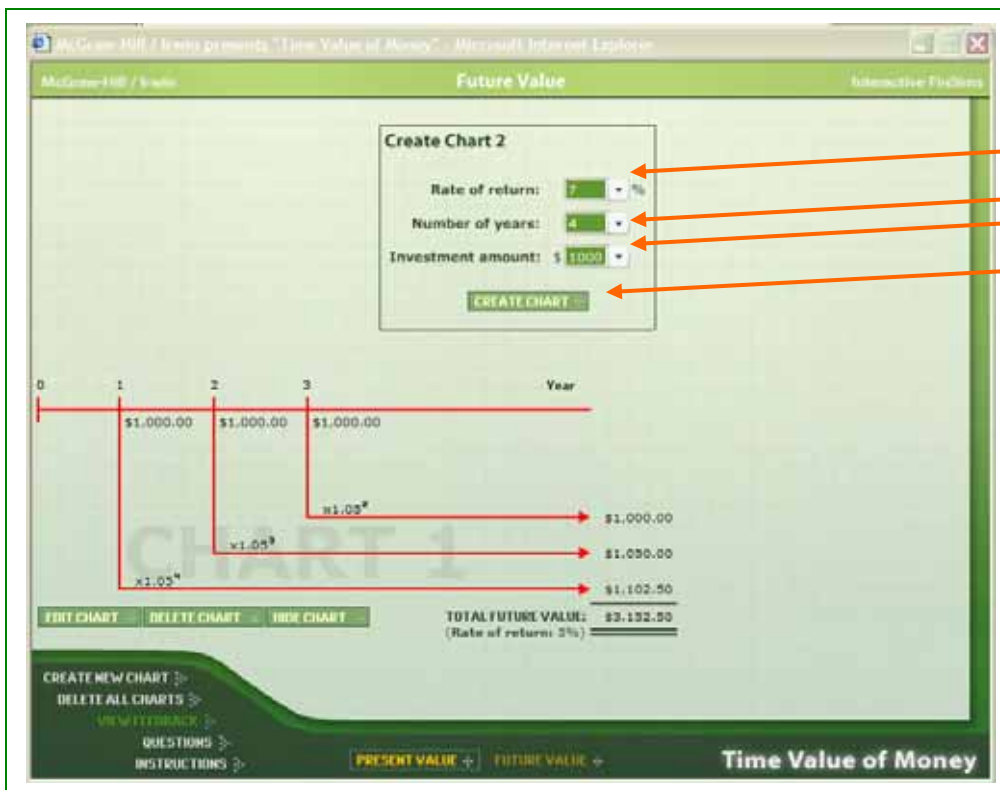 McGraw-Hill / Irwin presents "Time Value of Money" - Microsoft Internet Explorer
McGraw-Hill / Irwin
Future Value
Interactive
Create Chart 2
Rate of return: 7 %
Number of years: 4
Investment amount: $ 1000
CREATE CHART
0 1 2 3 Year
$1,000.00 $1,000.00 $1,000.00
x1.05
$1,000.00
x1.05
$1,050.00
x1.05
$1,102.50
CHART 1
EDIT CHART DELETE CHART HIDE CHART
TOTAL FUTURE VALUE: $3,152.50
(Rate of return: 5%)
CREATE NEW CHART
DELETE ALL CHARTS
VIEW FEEDBACK
QUESTIONS
INSTRUCTIONS
PRESENT VALUE FUTURE VALUE
Time Value of Money